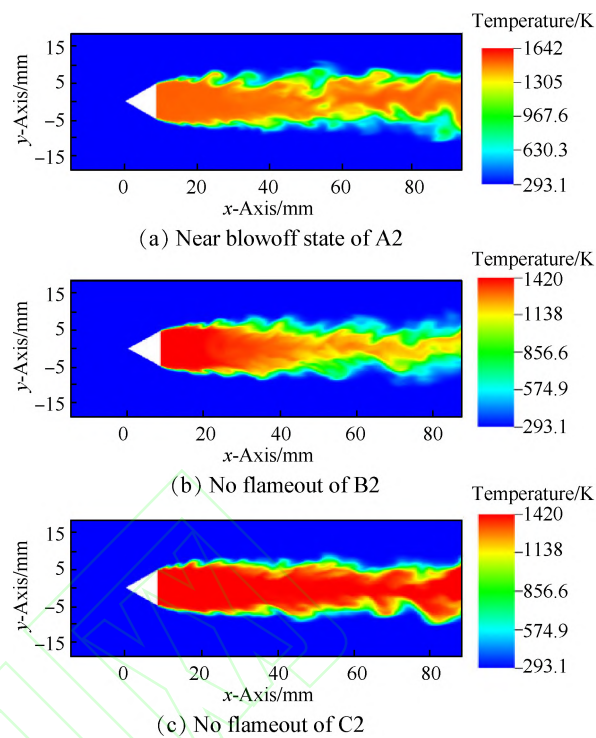 Temperature/K
15
5
−5
−15
y-Axis/mm
1642
1305
967.6
630.3
293.1
0 20 40 60 80
x-Axis/mm
(a) Near blowoff state of A2
Temperature/K
15
5
−5
−15
y-Axis/mm
1420
1138
856.6
574.9
293.1
0 20 40 60 80
x-Axis/mm
(b) No flameout of B2
Temperature/K
15
5
−5
−15
y-Axis/mm
1420
1138
856.6
574.9
293.1
0 20 40 60 80
x-Axis/mm
(c) No flameout of C2